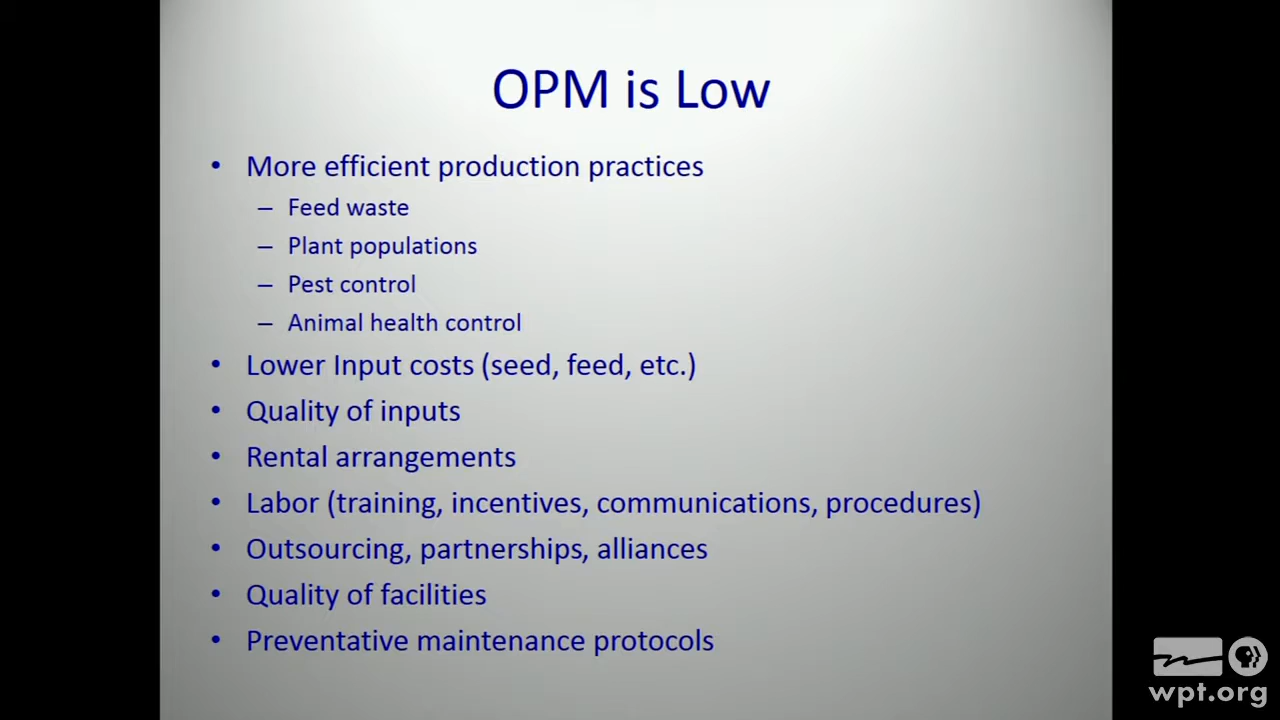 OPM is Low
• More efficient production practices
– Feed waste
– Plant populations
– Pest control
– Animal health control
• Lower Input costs (seed, feed, etc.)
• Quality of inputs
• Rental arrangements
• Labor (training, incentives, communications, procedures)
• Outsourcing, partnerships, alliances
• Quality of facilities
• Preventative maintenance protocols
wpt.org